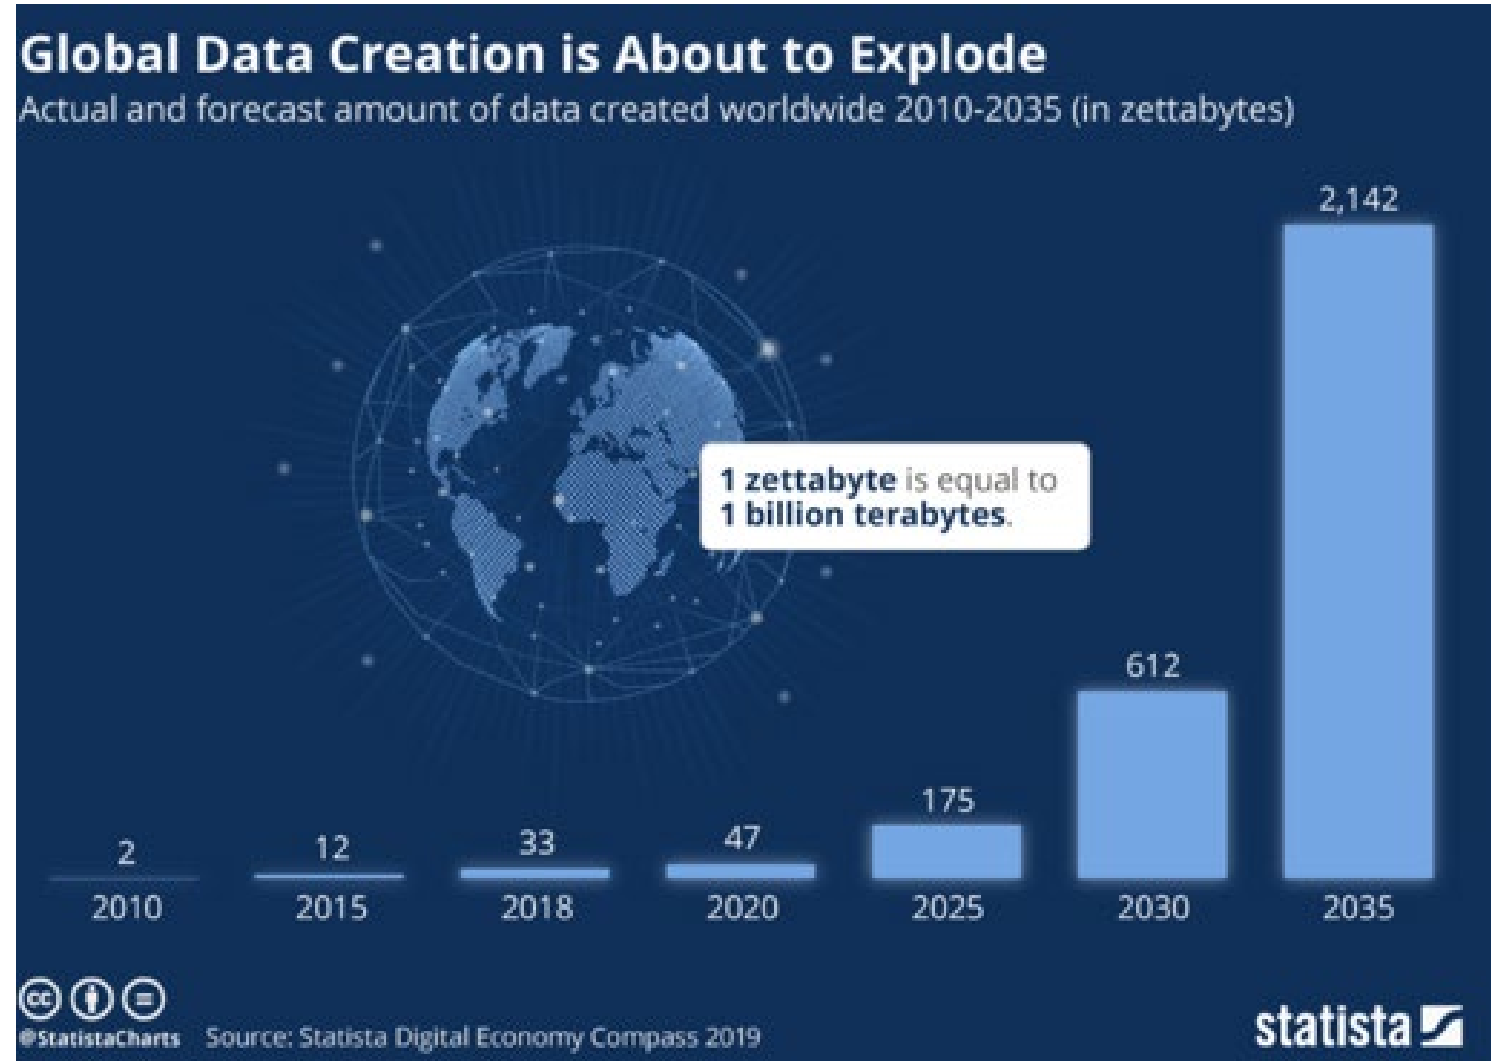 Global Data Creation is About to Explode
Actual and forecast amount of data created worldwide 2010-2035 (in zettabytes)
2,142
1 zettabyte is equal to
1 billion terabytes.
612
175
2 12 33 47
2010 2015 2018 2020 2025 2030 2035
cc
@StatistaCharts Source: Statista Digital Economy Compass 2019
statista